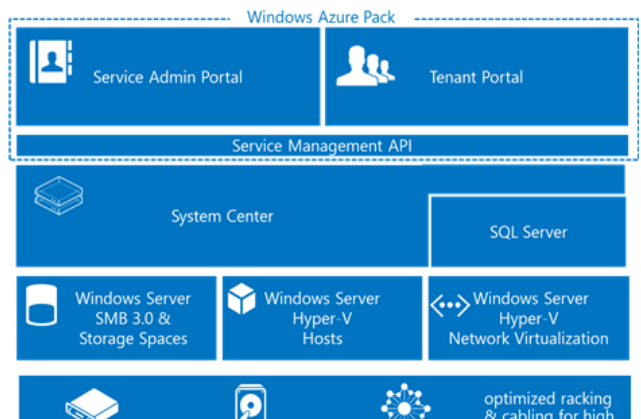 Windows Azure Pack
Service Admin Portal
Tenant Portal
Service Management API
System Center
SQL Server
Windows Server
SMB 3.0 &
Storage Spaces
Windows Server
Hyper-V
Hosts
Windows Server
Hyper-V
Network Virtualization
optimized racking
& cabling for high